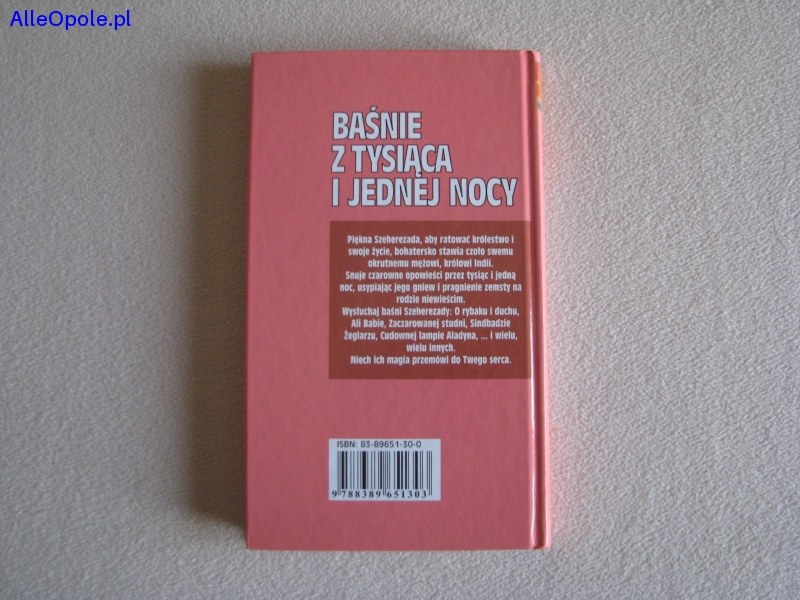 AlleOpole.pl
BAŚNIE
Z TYSIĄCA
I JEDNEJ NOCY
Piękna Szeherezada, aby ratować królestwo i
swoje życie, bohatersko stawia czoło swemu
okrutnemu mężowi, królowi Indii.
Snuje czarowne opowieści przez tysiąc i jedną
noc, usypiając jego gniew i pragnienie zemsty na
rodzie niewieścim.
Wysłuchaj baśni Szeherezady: O rybaku i duchu,
Ali Babie, Zaczarowanej studni, Sindbadzie
Żeglarzu, Cudownej lampie Aladyna, ... i wielu,
wielu innych.
Niech ich magia przemówi do Twego serca.
ISBN: 83-89651-30-0
9 788389 651303